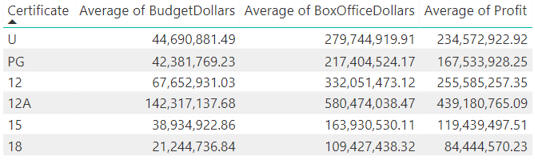 Certificate Average of BudgetDollars Average of BoxOfficeDollars Average of Profit
U 44,690,881.49 279,744,919.91 234,572,922.92
PG 42,381,769.23 217,404,524.17 167,533,928.25
12 67,652,931.03 332,051,473.12 255,585,257.35
12A 142,317,137.68 580,474,038.47 439,180,765.09
15 38,934,922.86 163,930,530.11 119,439,497.51
18 21,244,736.84 109,427,438.32 84,444,570.23